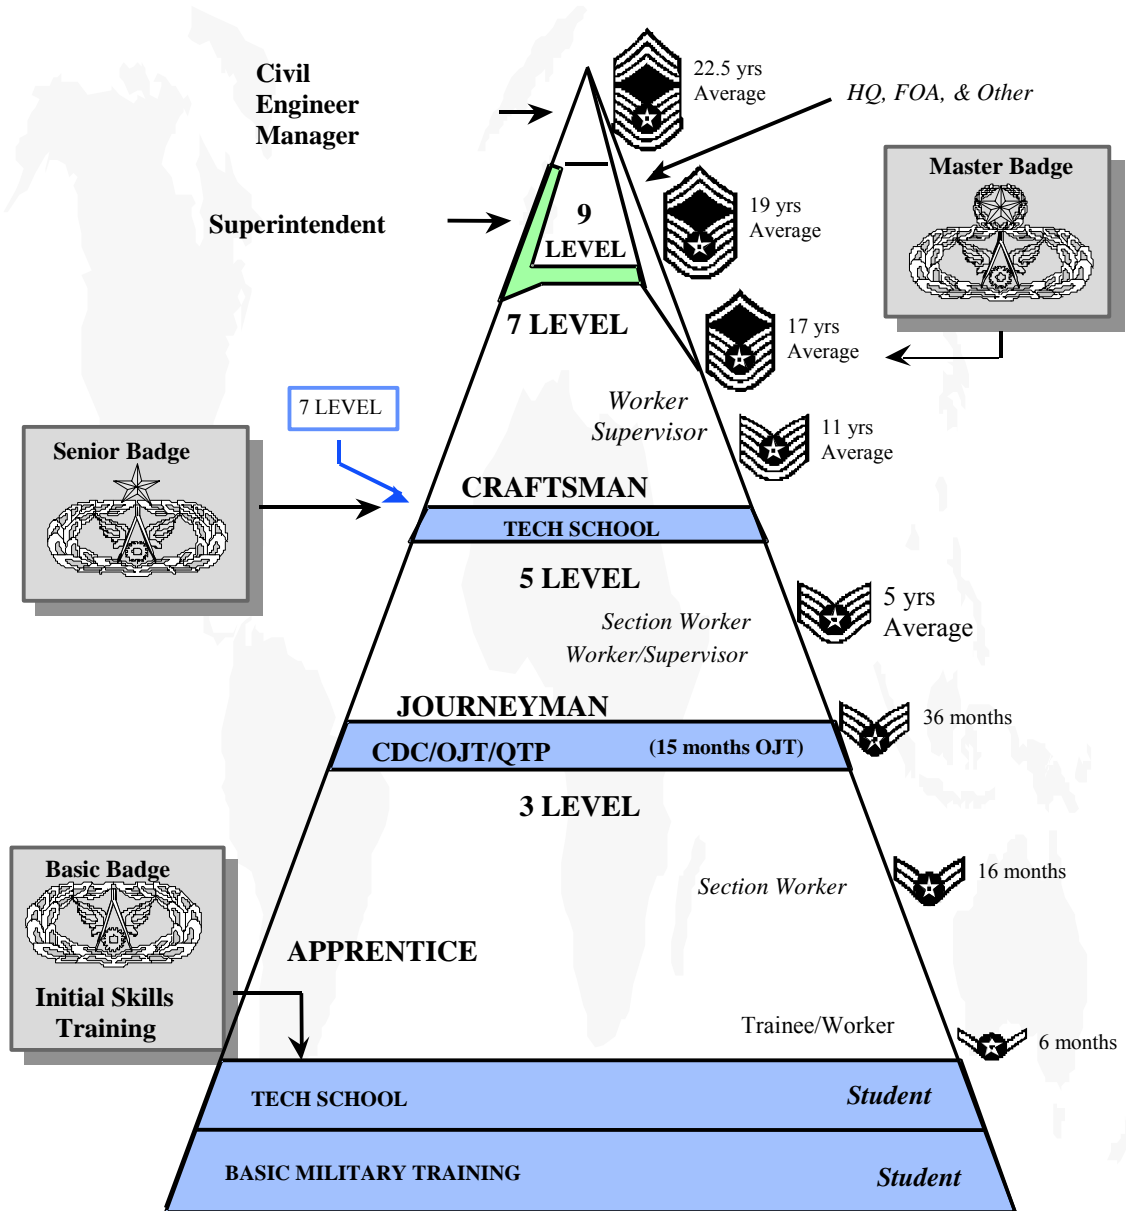 Civil
Engineer
Manager
22.5 yrs
Average
HQ, FOA, & Other
Master Badge
Superintendent
9
LEVEL
19 yrs
Average
7 LEVEL
17 yrs
Average
7 LEVEL
Worker
Supervisor
11 yrs
Average
Senior Badge
CRAFTSMAN
TECH SCHOOL
5 LEVEL
5 yrs
Average
Section Worker
Worker/Supervisor
JOURNEYMAN
36 months
CDC/OJT/QTP
(15 months OJT)
3 LEVEL
Basic Badge
Section Worker
16 months
APPRENTICE
Initial Skills
Training
Trainee/Worker
6 months
TECH SCHOOL
Student
BASIC MILITARY TRAINING
Student